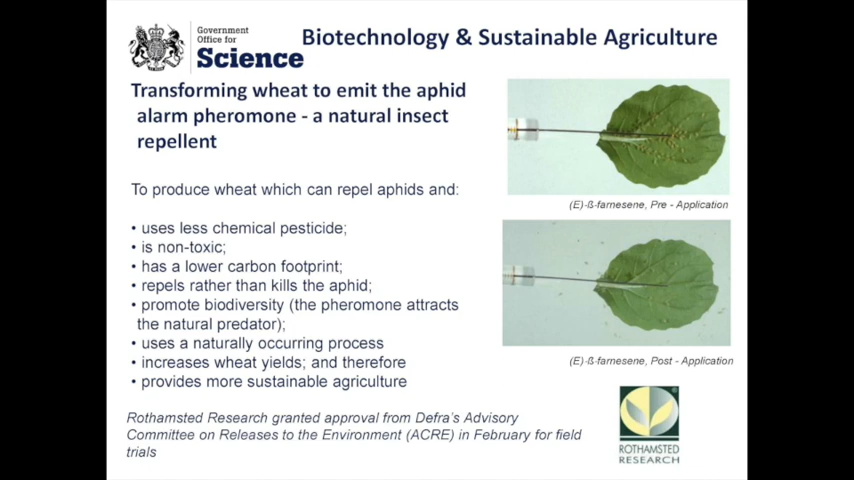 Government
Office for
Science
Biotechnology & Sustainable Agriculture
Transforming wheat to emit the aphid
alarm pheromone - a natural insect
repellent
To produce wheat which can repel aphids and:
• uses less chemical pesticide;
• is non-toxic;
• has a lower carbon footprint;
• repels rather than kills the aphid;
• promote biodiversity (the pheromone attracts
the natural predator);
• uses a naturally occurring process
• increases wheat yields; and therefore
• provides more sustainable agriculture
(E)-ß-farnesene, Pre - Application
(E)-ß-farnesene, Post - Application
Rothamsted Research granted approval from Defra's Advisory
Committee on Releases to the Environment (ACRE) in February for field
trials
ROTHAMSTED
RESEARCH